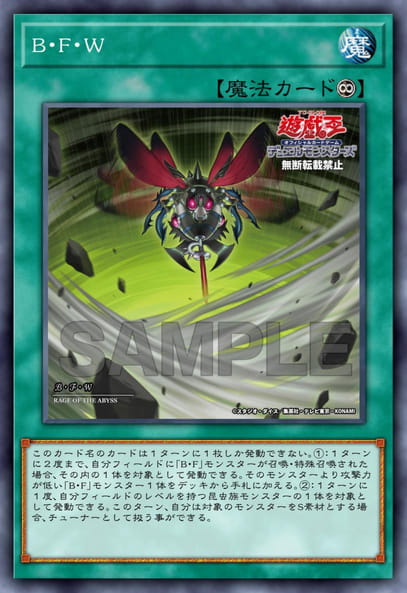 B・F・W
魔
【魔法カード♾】
遊戯王
オフィシャルカードゲーム
デュエルモンスターズ
無断転載禁止
SAMPLE
B・F・W
RAGE OF THE ABYSS
©スタジオ・ダイス／集英社・テレビ東京・KONAMI
このカード名のカードは1ターンに1枚しか発動できない。①:1ターン
に2度まで、自分フィールドに「B・F」モンスターが召喚・特殊召喚された
場合、その内の1体を対象として発動できる。そのモンスターより攻撃
力が低い「B・F」モンスター1体をデッキから手札に加える。②:1ターンに
1度、自分フィールドのレベルを持つ昆虫族モンスターの1体を対象とし
て発動できる。このターン、自分は対象のモンスターをS素材とする場
合、チューナーとして扱う事ができる。